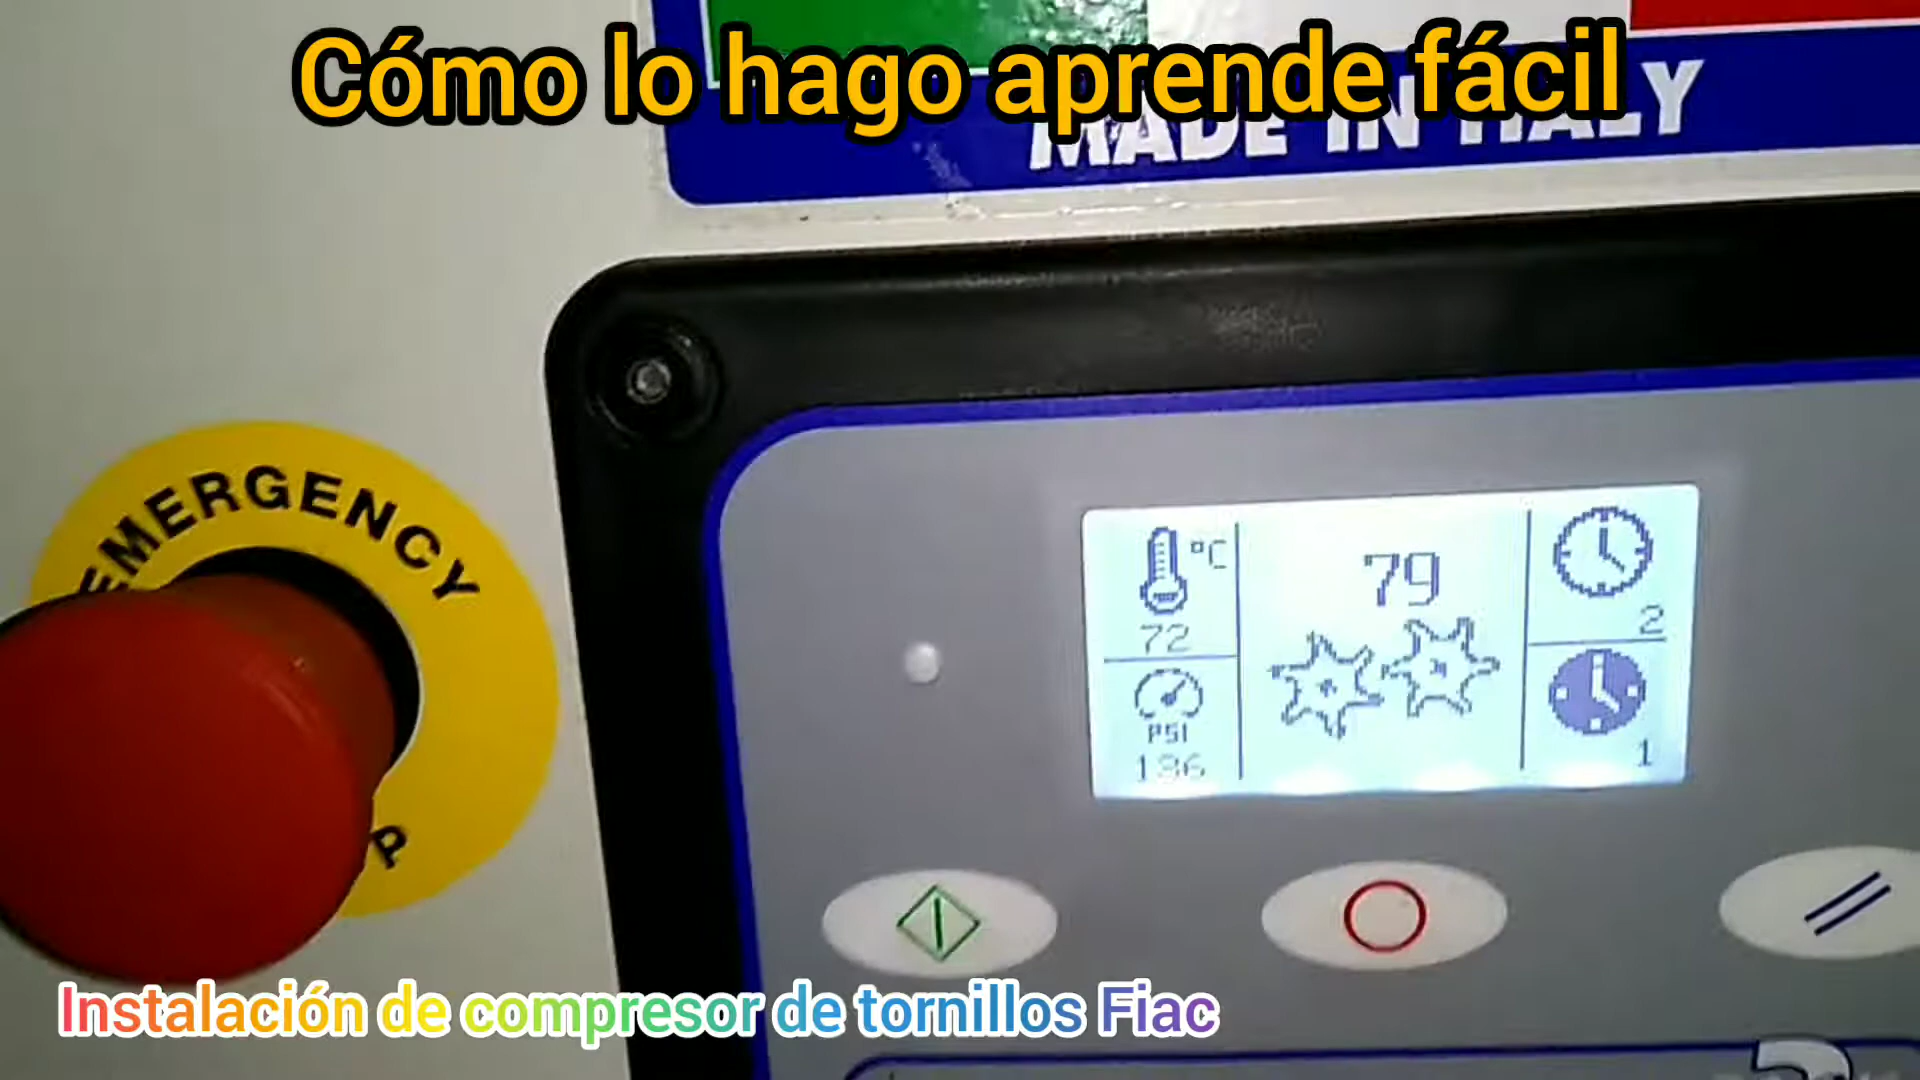 Cómo lo hago aprende fácil
MADE IN ITALY
EMERGENCY
P
°C
72
PSI
136
79
2
1
Instalación de compresor de tornillos Fiac